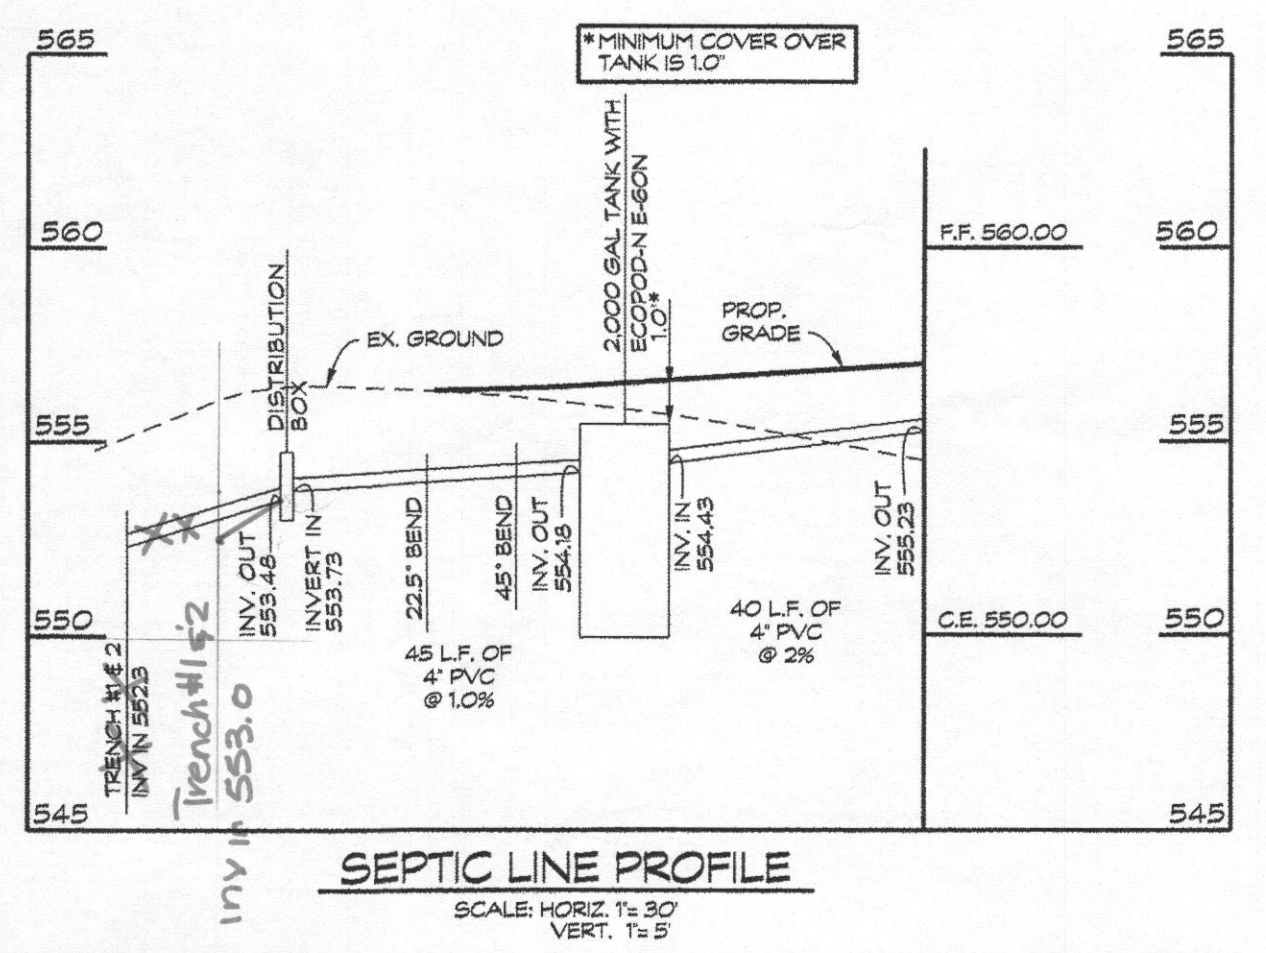 565
565
* MINIMUM COVER OVER
TANK IS 1.0"
2,000 GAL TANK WITH
ECOPOD-N E-60N
1.0'*
560
F.F. 560.00
560
DISTRIBUTION
BOX
EX. GROUND
PROP.
GRADE
555
555
INV. OUT
553.48
INVERT IN
553.73
22.5° BEND
45° BEND
INV. OUT
554.18
INV. IN
554.43
INV. OUT
555.23
45 L.F. OF
4" PVC
@ 1.0%
40 L.F. OF
4" PVC
@ 2%
550
C.E. 550.00
550
TRENCH #1 & 2
INV IN 552.3
Trench #1 & 2
Inv in 553.0
545
545
SEPTIC LINE PROFILE
SCALE: HORIZ. 1"= 30'
VERT. 1"= 5'